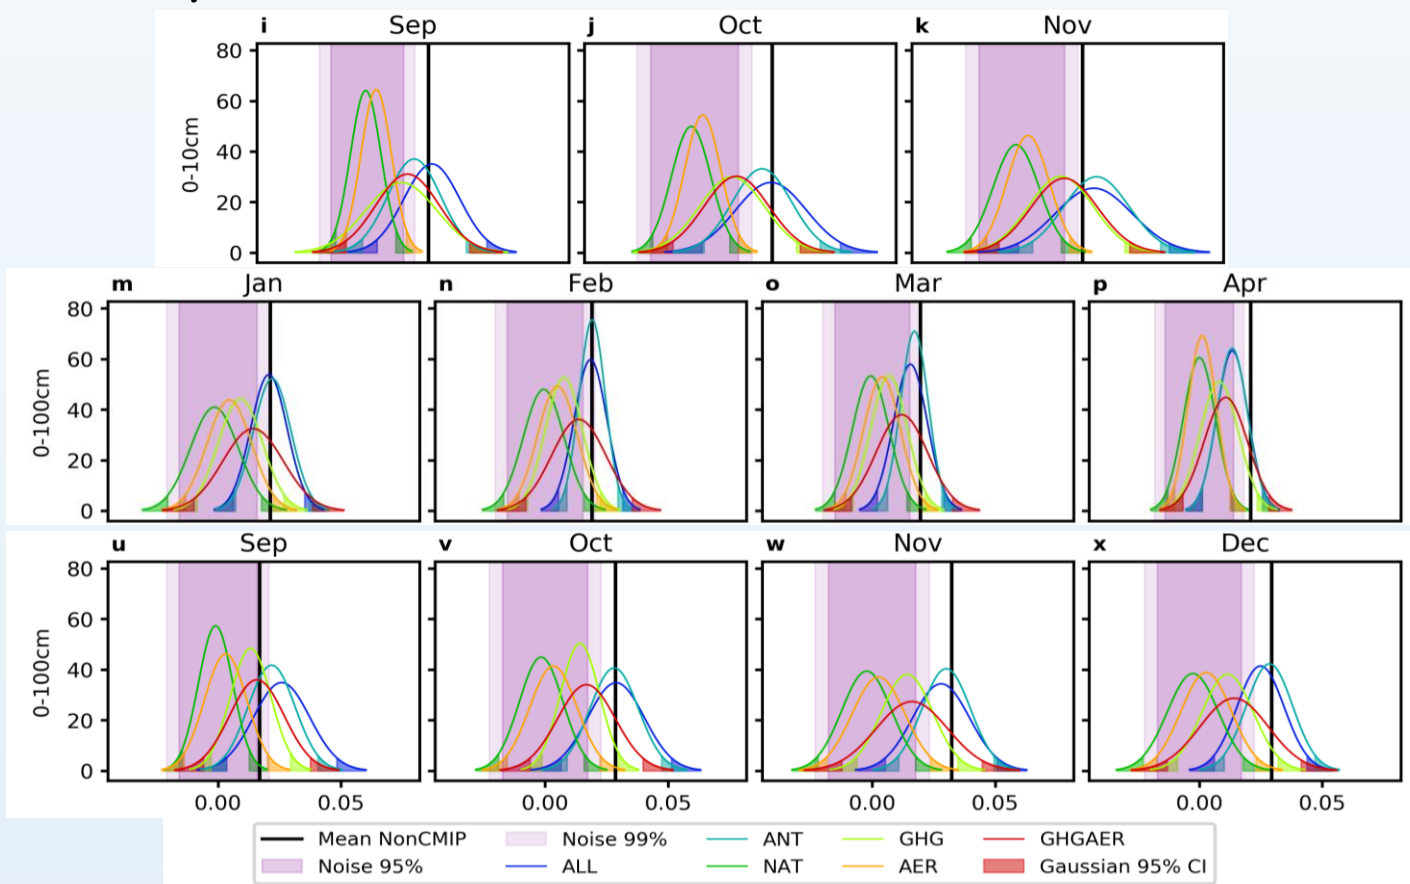 i Sep j Oct k Nov
80
60
40
20
0
0-10cm
m Jan n Feb o Mar p Apr
80
60
40
20
0
0-100cm
u Sep v Oct w Nov x Dec
80
60
40
20
0
0-100cm
0.00 0.05 0.00 0.05 0.00 0.05 0.00 0.05
Mean NonCMIP Noise 99% ANT GHG GHGAER
Noise 95% ALL NAT AER Gaussian 95% CI